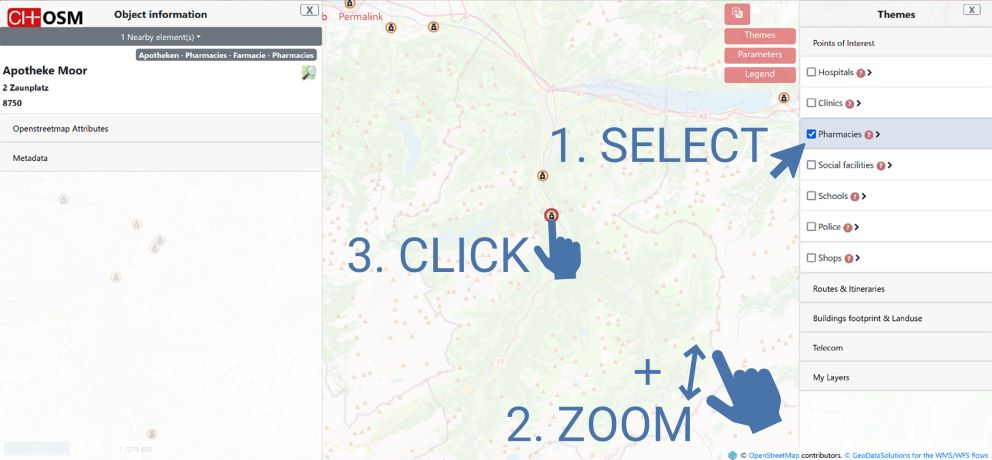 CH OSM
Object information
X
1 Nearby element(s)
Apotheken - Pharmacies - Farmacie - Pharmacies
Apotheke Moor
2 Zaunplatz
8750
Openstreetmap Attributes
Metadata
b Permalink
Themes
Parameters
Legend
A3
17
1. SELECT
3. CLICK
+
2. ZOOM
Themes
X
Points of Interest
Hospitals ?
Clinics ?
Pharmacies ?
Social facilities ?
Schools ?
Police ?
Shops ?
Routes & Itineraries
Buildings footprint & Landuse
Telecom
My Layers
© OpenStreetMap contributors. © GeoDataSolutions for the WMS/WFS flows